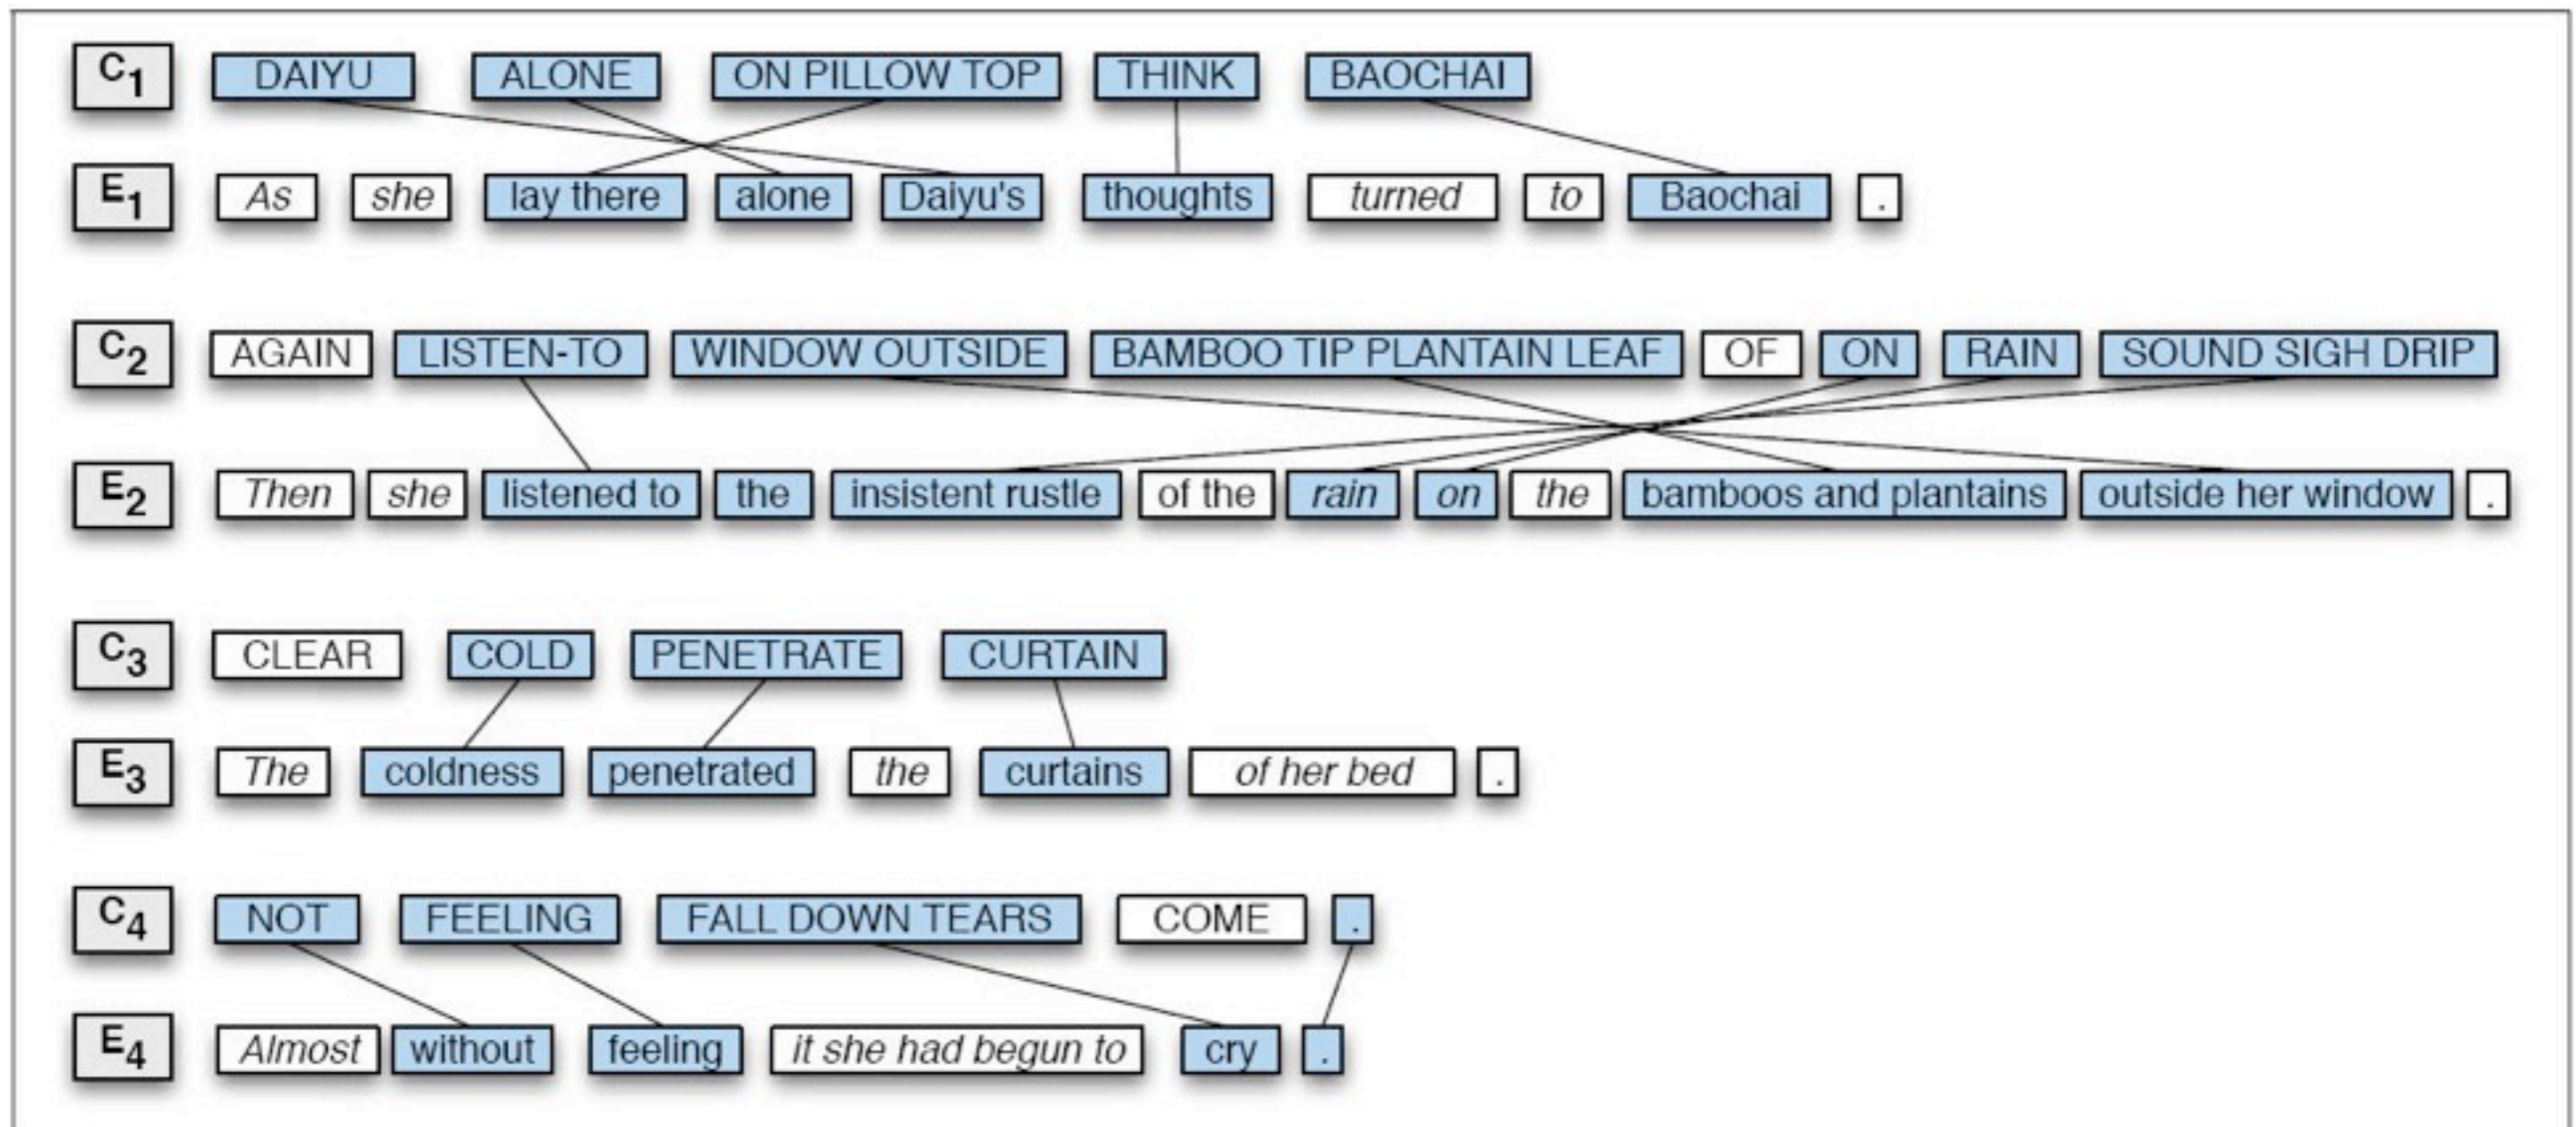 C1 DAIYU ALONE ON PILLOW TOP THINK BAOCHAI
E1 As she lay there alone Daiyu's thoughts turned to Baochai .
C2 AGAIN LISTEN-TO WINDOW OUTSIDE BAMBOO TIP PLANTAIN LEAF OF ON RAIN SOUND SIGH DRIP
E2 Then she listened to the insistent rustle of the rain on the bamboos and plantains outside her window .
C3 CLEAR COLD PENETRATE CURTAIN
E3 The coldness penetrated the curtains of her bed .
C4 NOT FEELING FALL DOWN TEARS COME .
E4 Almost without feeling it she had begun to cry .